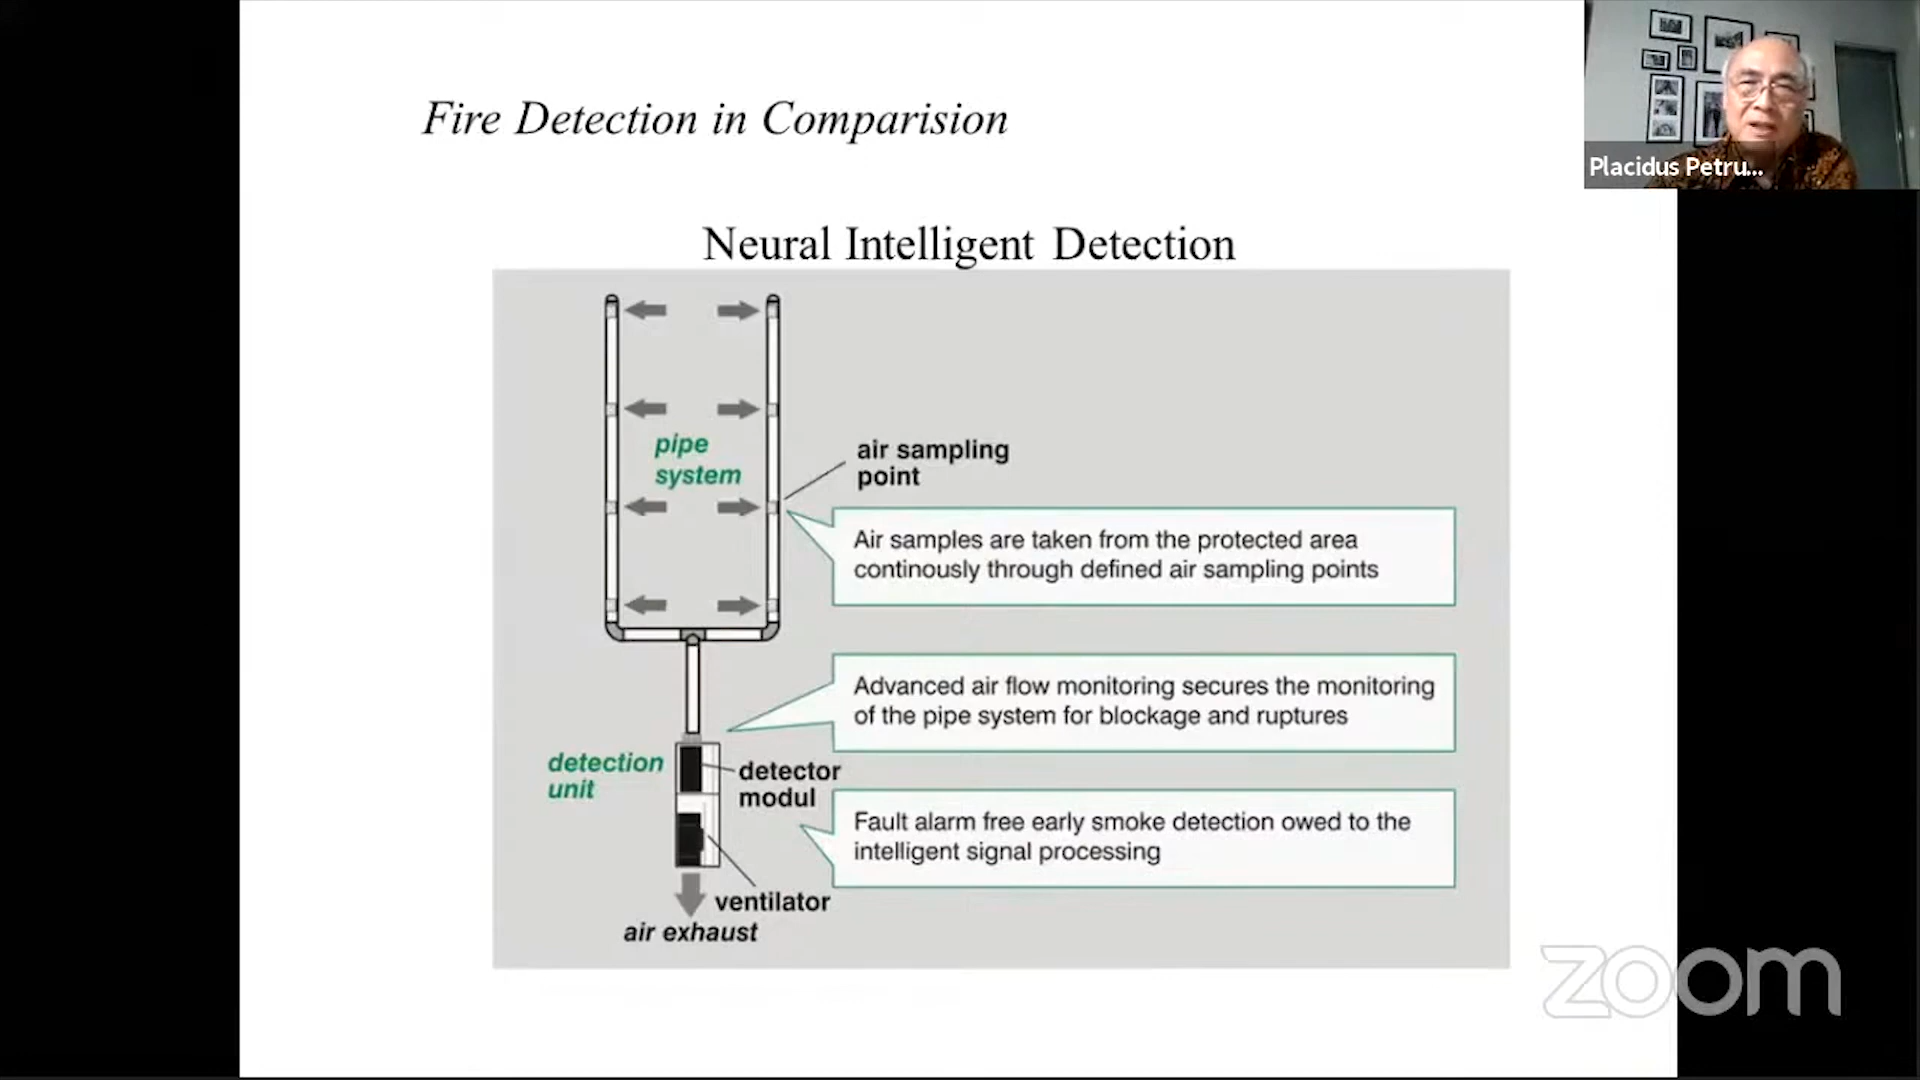 Fire Detection in Comparision
Placidus Petru...
Neural Intelligent Detection
pipe
system
air sampling
point
Air samples are taken from the protected area
continously through defined air sampling points
Advanced air flow monitoring secures the monitoring
of the pipe system for blockage and ruptures
detection
unit
detector
modul
Fault alarm free early smoke detection owed to the
intelligent signal processing
ventilator
air exhaust
zoom